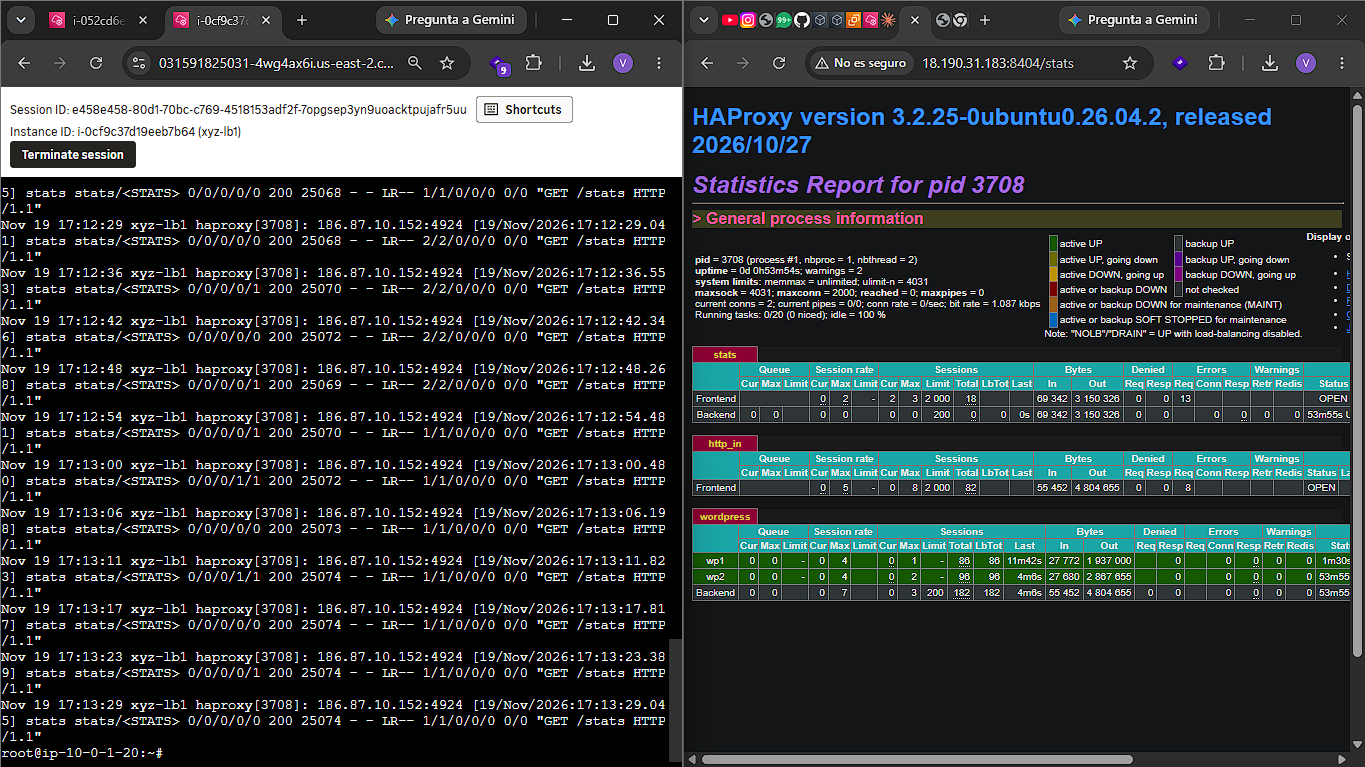 i-052cd6e
i-0cf9c37c
Pregunta a Gemini
031591825031-4wg4ax6i.us-east-2.c...
9
V
Session ID: e458e458-80d1-70bc-c769-4518153adf2f-7opgsep3yn9uoacktpujafr5uu
Shortcuts
Instance ID: i-0cf9c37d19eeb7b64 (xyz-lb1)
Terminate session
5] stats stats/<STATS> 0/0/0/0/0 200 25068 - - LR-- 1/1/0/0/0 0/0 "GET /stats HTTP
/1.1"
Nov 19 17:12:29 xyz-lb1 haproxy[3708]: 186.87.10.152:4924 [19/Nov/2026:17:12:29.04
1] stats stats/<STATS> 0/0/0/0/0 200 25068 - - LR-- 2/2/0/0/0 0/0 "GET /stats HTTP
/1.1"
Nov 19 17:12:36 xyz-lb1 haproxy[3708]: 186.87.10.152:4924 [19/Nov/2026:17:12:36.55
3] stats stats/<STATS> 0/0/0/0/1 200 25070 - - LR-- 1/1/0/0/0 0/0 "GET /stats HTTP
/1.1"
Nov 19 17:12:42 xyz-lb1 haproxy[3708]: 186.87.10.152:4924 [19/Nov/2026:17:12:42.34
6] stats stats/<STATS> 0/0/0/0/0 200 25072 - - LR-- 2/2/0/0/0 0/0 "GET /stats HTTP
/1.1"
Nov 19 17:12:48 xyz-lb1 haproxy[3708]: 186.87.10.152:4924 [19/Nov/2026:17:12:48.26
8] stats stats/<STATS> 0/0/0/0/1 200 25069 - - LR-- 2/2/0/0/0 0/0 "GET /stats HTTP
/1.1"
Nov 19 17:12:54 xyz-lb1 haproxy[3708]: 186.87.10.152:4924 [19/Nov/2026:17:12:54.48
1] stats stats/<STATS> 0/0/0/0/0 200 25070 - - LR-- 1/1/0/0/0 0/0 "GET /stats HTTP
/1.1"
Nov 19 17:13:00 xyz-lb1 haproxy[3708]: 186.87.10.152:4924 [19/Nov/2026:17:13:00.48
0] stats stats/<STATS> 0/0/0/1/1 200 25072 - - LR-- 1/1/0/0/0 0/0 "GET /stats HTTP
/1.1"
Nov 19 17:13:06 xyz-lb1 haproxy[3708]: 186.87.10.152:4924 [19/Nov/2026:17:13:06.19
8] stats stats/<STATS> 0/0/0/0/0 200 25073 - - LR-- 1/1/0/0/0 0/0 "GET /stats HTTP
/1.1"
Nov 19 17:13:11 xyz-lb1 haproxy[3708]: 186.87.10.152:4924 [19/Nov/2026:17:13:11.82
3] stats stats/<STATS> 0/0/0/1/1 200 25074 - - LR-- 1/1/0/0/0 0/0 "GET /stats HTTP
/1.1"
Nov 19 17:13:17 xyz-lb1 haproxy[3708]: 186.87.10.152:4924 [19/Nov/2026:17:13:17.81
7] stats stats/<STATS> 0/0/0/0/0 200 25074 - - LR-- 1/1/0/0/0 0/0 "GET /stats HTTP
/1.1"
Nov 19 17:13:23 xyz-lb1 haproxy[3708]: 186.87.10.152:4924 [19/Nov/2026:17:13:23.38
9] stats stats/<STATS> 0/0/0/0/1 200 25074 - - LR-- 1/1/0/0/0 0/0 "GET /stats HTTP
/1.1"
Nov 19 17:13:29 xyz-lb1 haproxy[3708]: 186.87.10.152:4924 [19/Nov/2026:17:13:29.04
5] stats stats/<STATS> 0/0/0/0/0 200 25074 - - LR-- 1/1/0/0/0 0/0 "GET /stats HTTP
/1.1"
root@ip-10-0-1-20:~#
99+
Pregunta a Gemini
No es seguro
18.190.31.183:8404/stats
V
HAProxy version 3.2.25-0ubuntu0.26.04.2, released
2026/10/27
Statistics Report for pid 3708
> General process information
pid = 3708 (process #1, nbproc = 1, nbthread = 2)
uptime = 0d 0h53m54s; warnings = 2
system limits: memmax = unlimited; ulimit-n = 4031
maxsock = 4031; maxconn = 2000; reached = 0; maxpipes = 0
current conns = 2; current pipes = 0/0; conn rate = 0/sec; bit rate = 1.087 kbps
Running tasks: 0/20 (0 niced); idle = 100 %
active UP backup UP
active UP, going down backup UP, going down
active DOWN, going up backup DOWN, going up
active or backup DOWN not checked
active or backup DOWN for maintenance (MAINT)
active or backup SOFT STOPPED for maintenance
Note: "NOLB"/"DRAIN" = UP with load-balancing disabled.
Display o
stats
Queue Session rate Sessions Bytes Denied Errors Warnings
Cur Max Limit Cur Max Limit Cur Max Limit Total LbTot Last In Out Req Resp Req Conn Resp Retr Redis Status
Frontend 0 2 - 2 3 2 000 18 69 342 3 150 326 0 0 13 OPEN
Backend 0 0 0 0 0 0 200 0 0 0s 69 342 3 150 326 0 0 0 0 0 0 53m55s U
http_in
Queue Session rate Sessions Bytes Denied Errors Warnings
Cur Max Limit Cur Max Limit Cur Max Limit Total LbTot Last In Out Req Resp Req Conn Resp Retr Redis Status La
Frontend 0 5 - 0 8 2 000 82 55 452 4 804 655 0 0 8 OPEN
wordpress
Queue Session rate Sessions Bytes Denied Errors Warnings
Cur Max Limit Cur Max Limit Cur Max Limit Total LbTot Last In Out Req Resp Req Conn Resp Retr Redis Stat
wp1 0 0 - 0 4 0 1 - 86 86 11m42s 27 772 1 937 000 0 0 0 0 0 1m30s
wp2 0 0 - 0 4 0 2 - 96 96 4m6s 27 680 2 867 655 0 0 0 0 0 53m55
Backend 0 0 0 7 0 3 200 182 182 4m6s 55 452 4 804 655 0 0 0 0 0 0 53m55